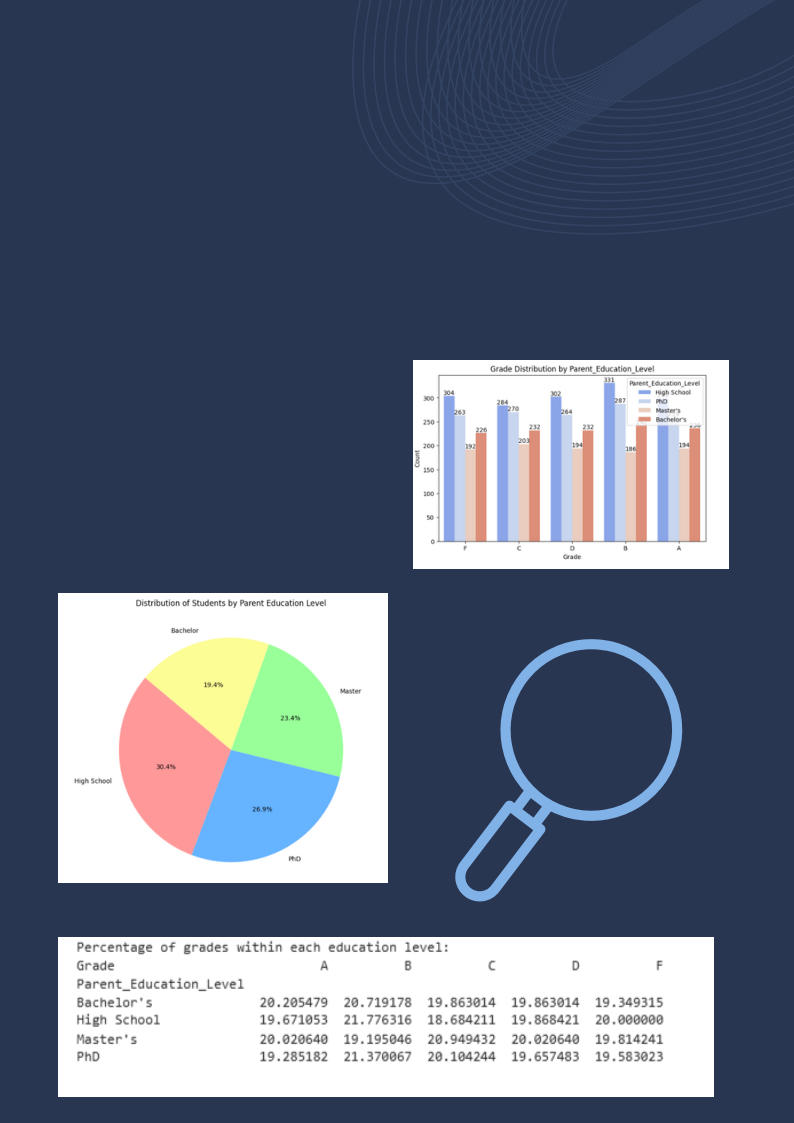 Grade Distribution by Parent_Education_Level
331
Parent_Education_Level
304 302 High School
300 284 287 PhD
263 270 264 Master's
250 226 232 232 Bachelor's
200 192 203 194 186 194
Count
150
100
50
0
F C D B A
Grade
Distribution of Students by Parent Education Level
Bachelor
19.4%
Master
23.4%
30.4%
High School
26.9%
PhD
Percentage of grades within each education level:
Grade A B C D F
Parent_Education_Level
Bachelor's 20.205479 20.719178 19.863014 19.863014 19.349315
High School 19.671053 21.776316 18.684211 19.868421 20.000000
Master's 20.020640 19.195046 20.949432 20.020640 19.814241
PhD 19.285182 21.370067 20.104244 19.657483 19.583023